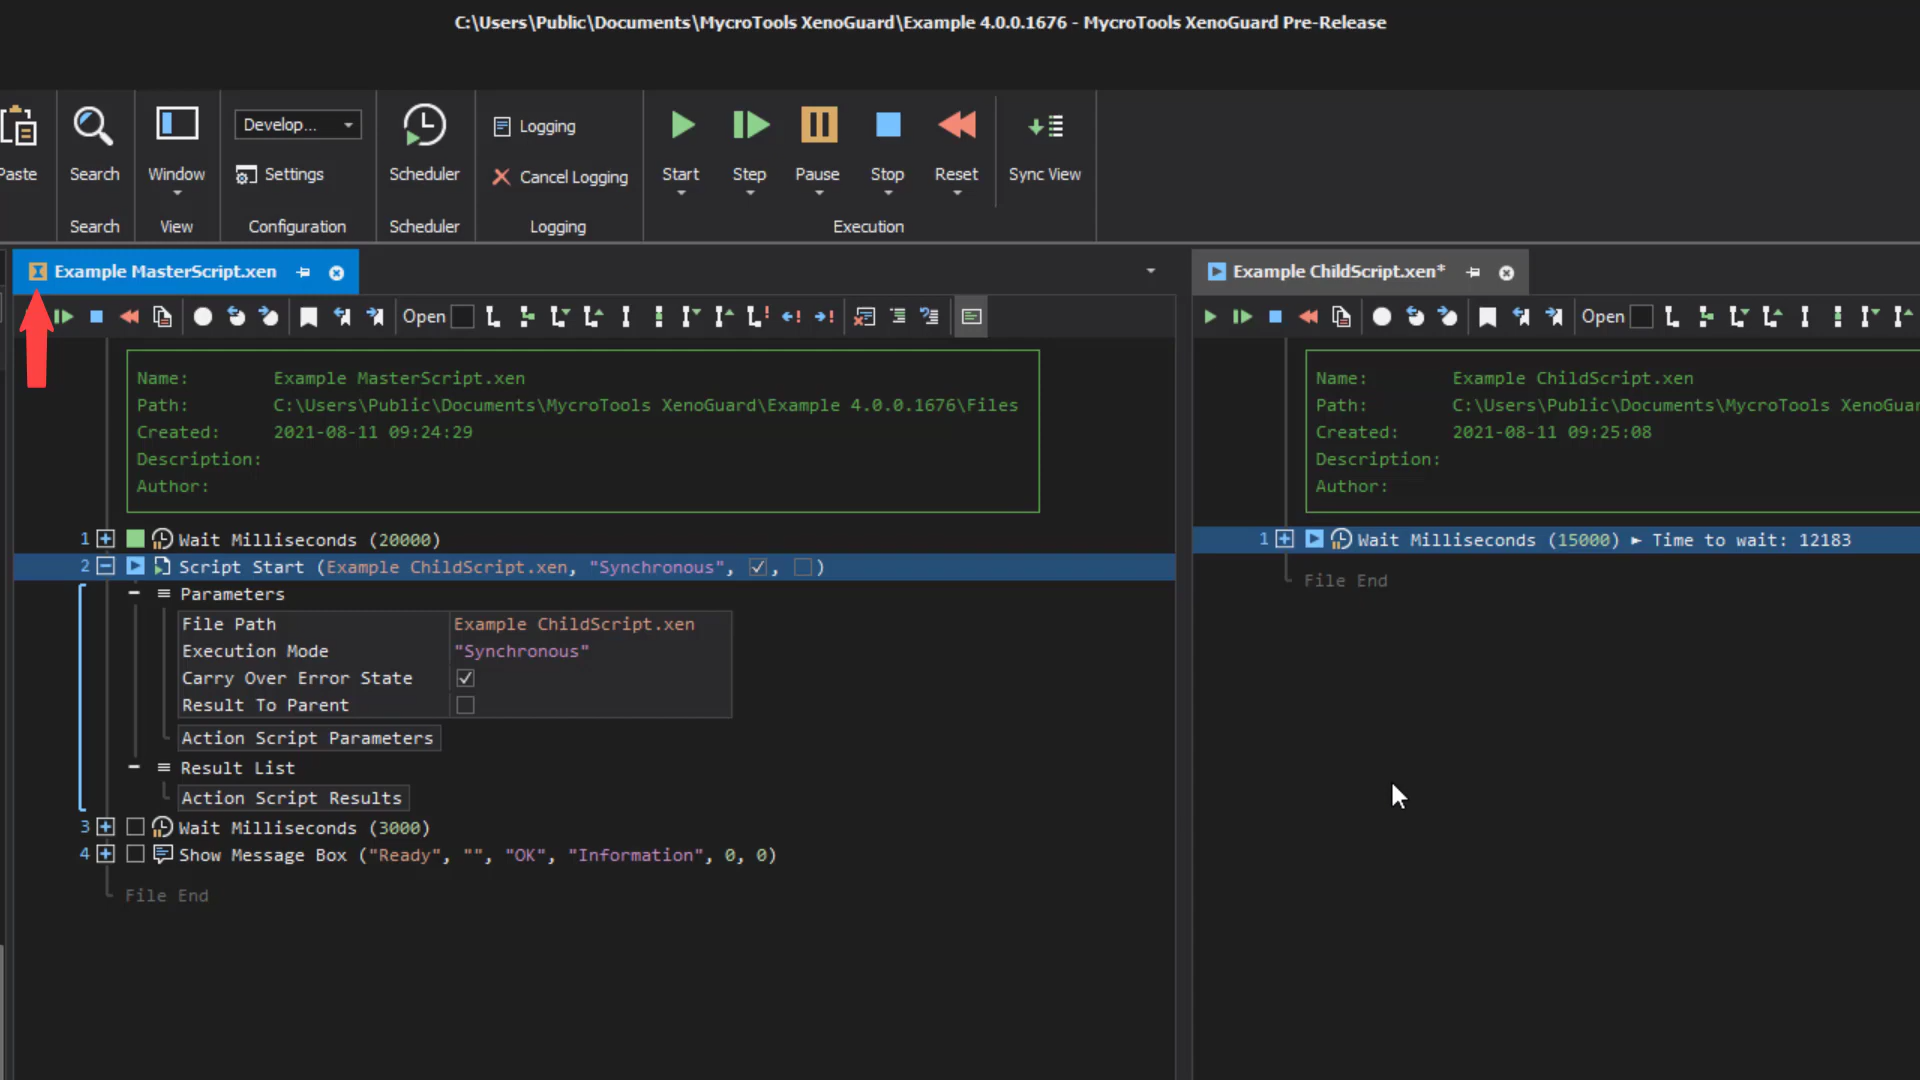 C:\Users\Public\Documents\MycroTools XenoGuard\Example 4.0.0.1676 - MycroTools XenoGuard Pre-Release
Paste
Search
Search
Window
View
Develop...
Settings
Configuration
Scheduler
Scheduler
Logging
Cancel Logging
Logging
Start
Step
Pause
Stop
Reset
Execution
Sync View
Example MasterScript.xen
Open
Name: Example MasterScript.xen
Path: C:\Users\Public\Documents\MycroTools XenoGuard\Example 4.0.0.1676\Files
Created: 2021-08-11 09:24:29
Description:
Author:
1 Wait Milliseconds (20000)
2 Script Start (Example ChildScript.xen, "Synchronous", , )
Parameters
File Path Example ChildScript.xen
Execution Mode "Synchronous"
Carry Over Error State
Result To Parent
Action Script Parameters
Result List
Action Script Results
3 Wait Milliseconds (3000)
4 Show Message Box ("Ready", "", "OK", "Information", 0, 0)
File End
Example ChildScript.xen*
Open
Name: Example ChildScript.xen
Path: C:\Users\Public\Documents\MycroTools XenoGuar
Created: 2021-08-11 09:25:08
Description:
Author:
1 Wait Milliseconds (15000) ► Time to wait: 12183
File End